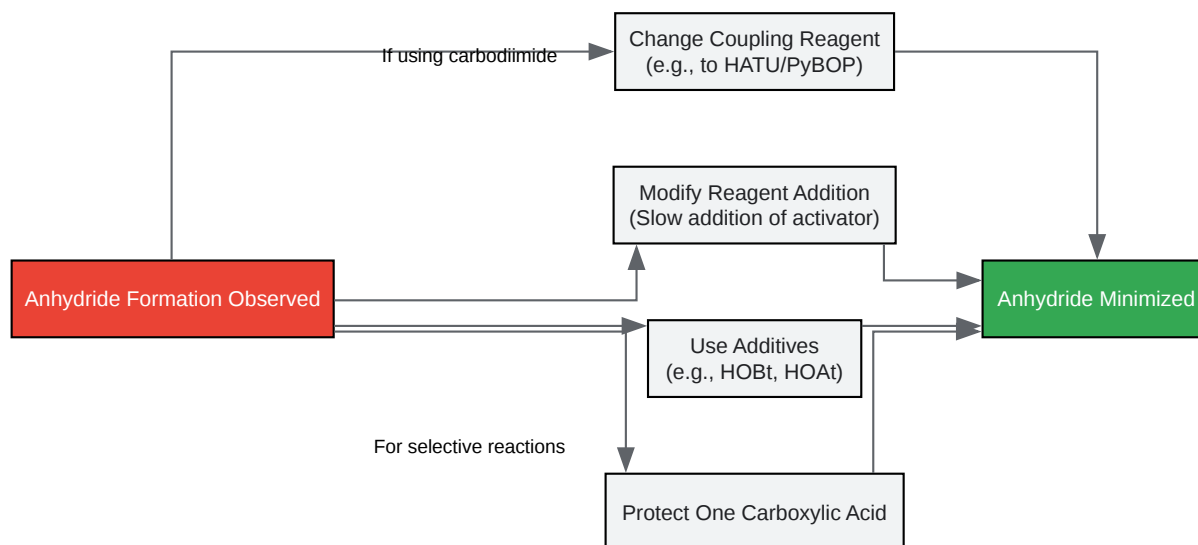 If using carbodiimide
Change Coupling Reagent
(e.g., to HATU/PyBOP)
Modify Reagent Addition
(Slow addition of activator)
Anhydride Formation Observed
Anhydride Minimized
Use Additives
(e.g., HOBt, HOAt)
For selective reactions
Protect One Carboxylic Acid